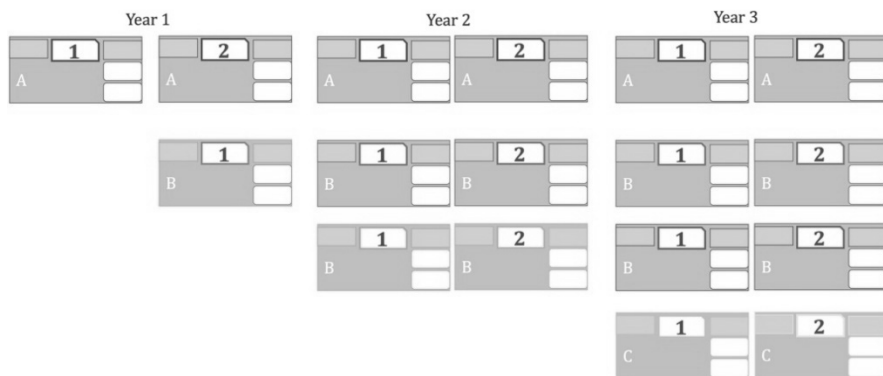 Year 1 Year 2 Year 3
1 2 1 2 1 2
A A A A A A
1 1 2 1 2
B B B B B
1 2 1 2
B B B B
1 2
C C